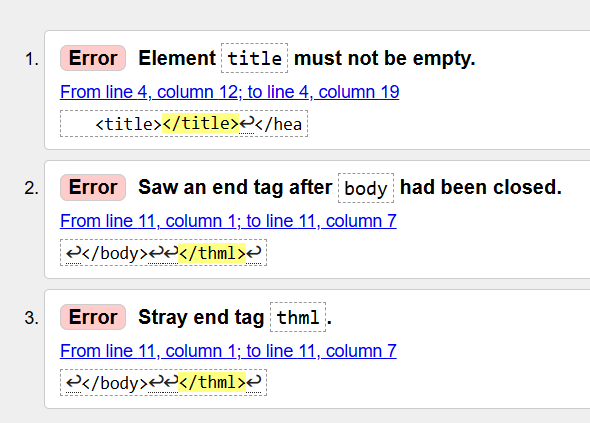 1. Error Element title must not be empty.
From line 4, column 12; to line 4, column 19
<title></title>↩</hea
2. Error Saw an end tag after body had been closed.
From line 11, column 1; to line 11, column 7
↩</body>↩↩</thml>↩
3. Error Stray end tag thml.
From line 11, column 1; to line 11, column 7
↩</body>↩↩</thml>↩